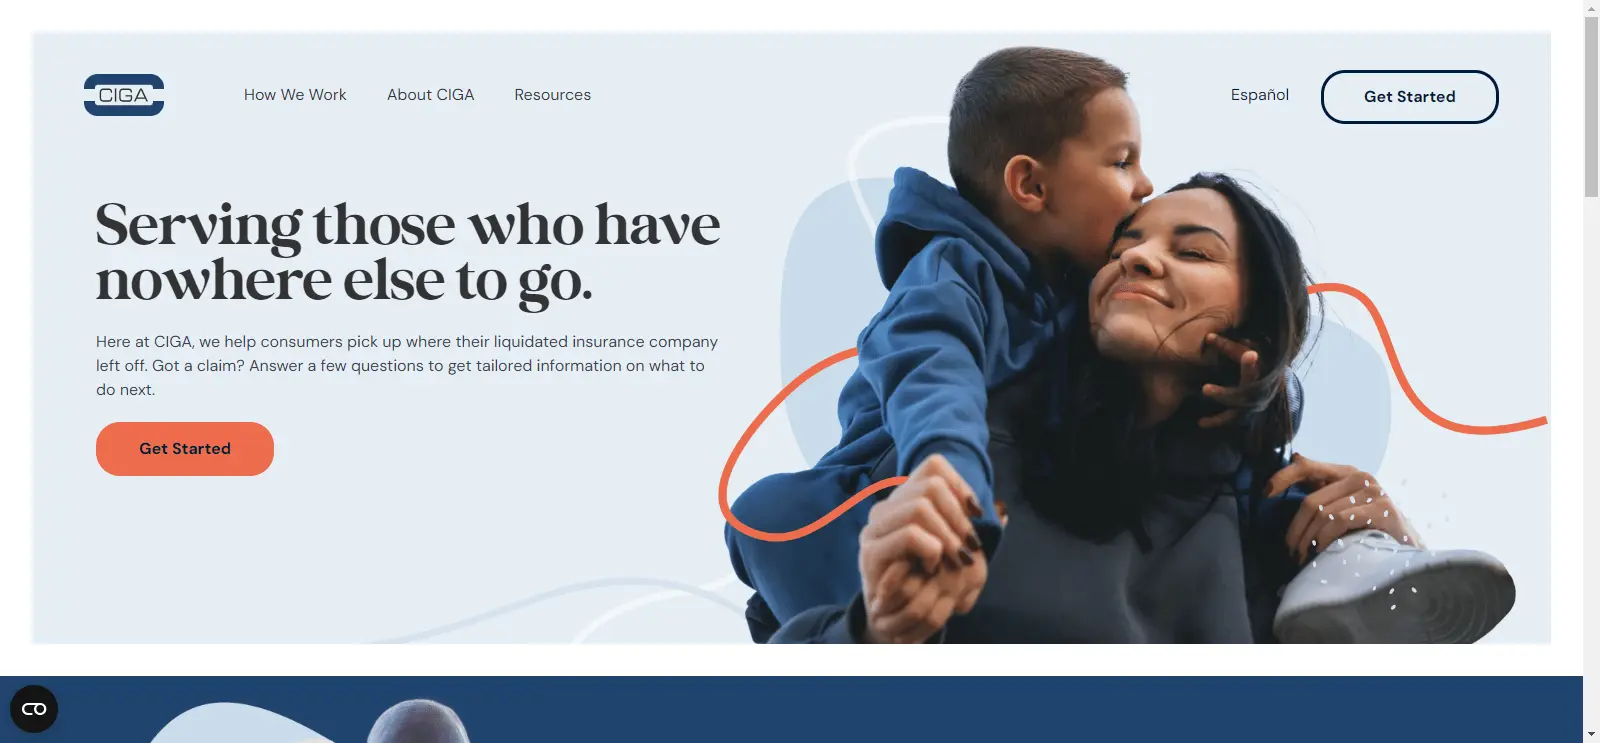 CIGA
How We Work
About CIGA
Resources
Español
Get Started
Serving those who have
nowhere else to go.
Here at CIGA, we help consumers pick up where their liquidated insurance company
left off. Got a claim? Answer a few questions to get tailored information on what to
do next.
Get Started